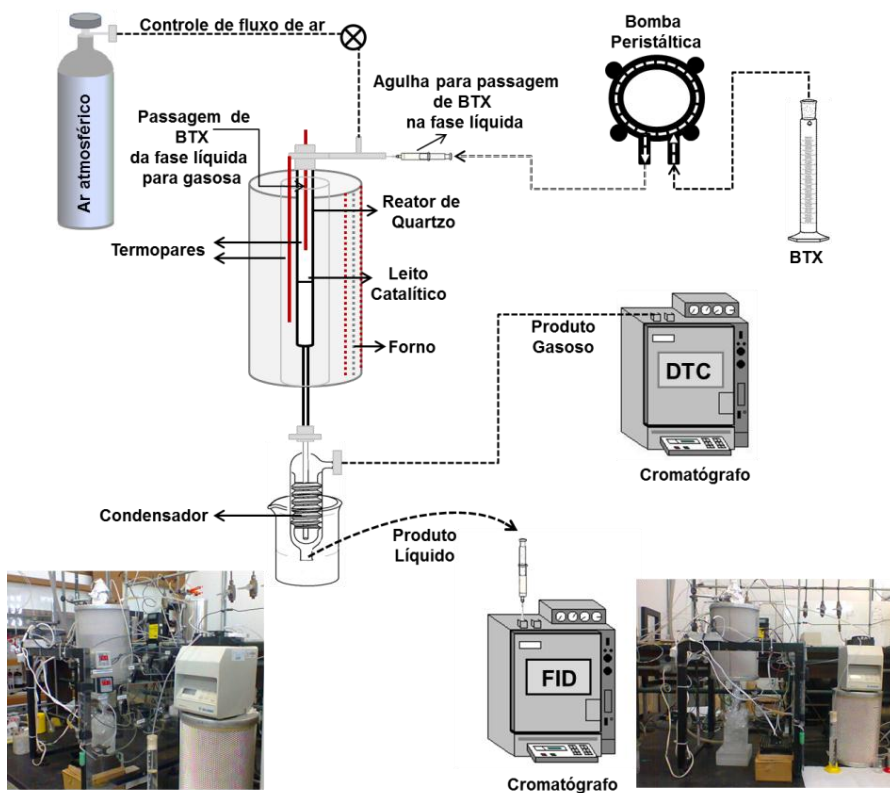 Controle de fluxo de ar
Ar atmosférico
Bomba
Peristáltica
Agulha para passagem
de BTX
na fase líquida
Passagem de
BTX
da fase líquida
para gasosa
BTX
Reator de
Quartzo
Termopares
Leito
Catalítico
Forno
Produto
Gasoso
DTC
Cromatógrafo
Condensador
Produto
Líquido
FID
Cromatógrafo